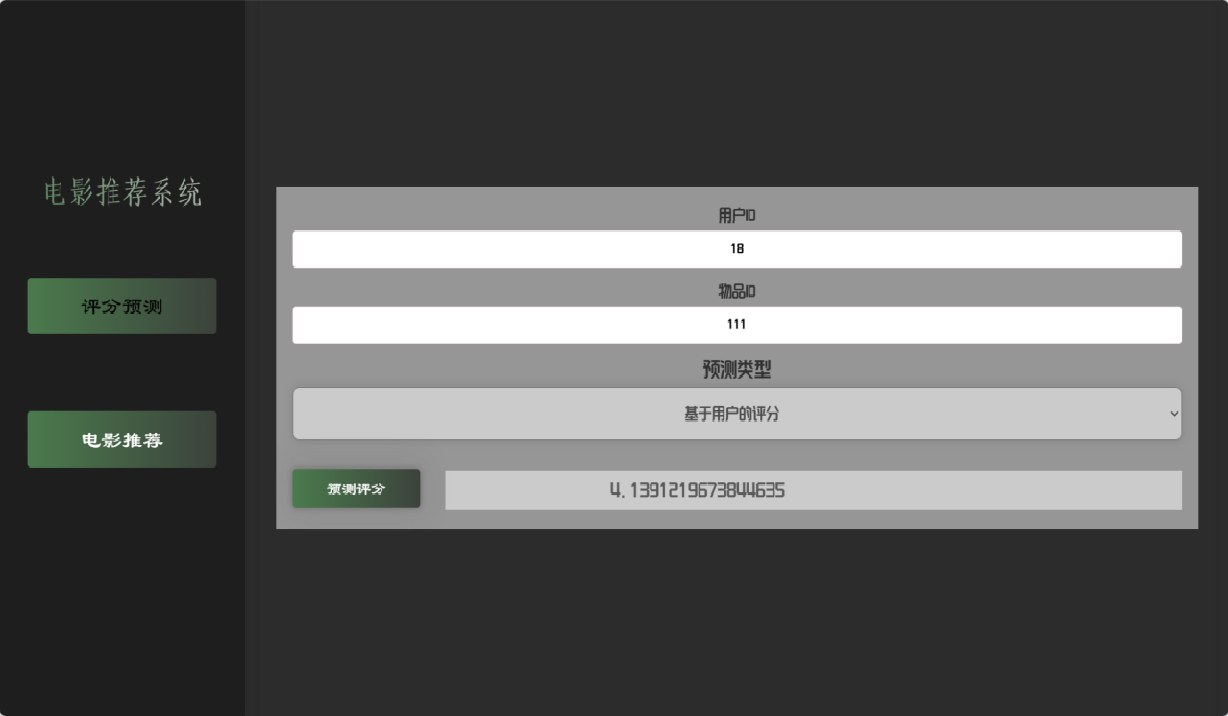 电影推荐系统
评分预测
电影推荐
用户ID
18
物品ID
111
预测类型
基于用户的评分
预测评分
4.1391219673844635